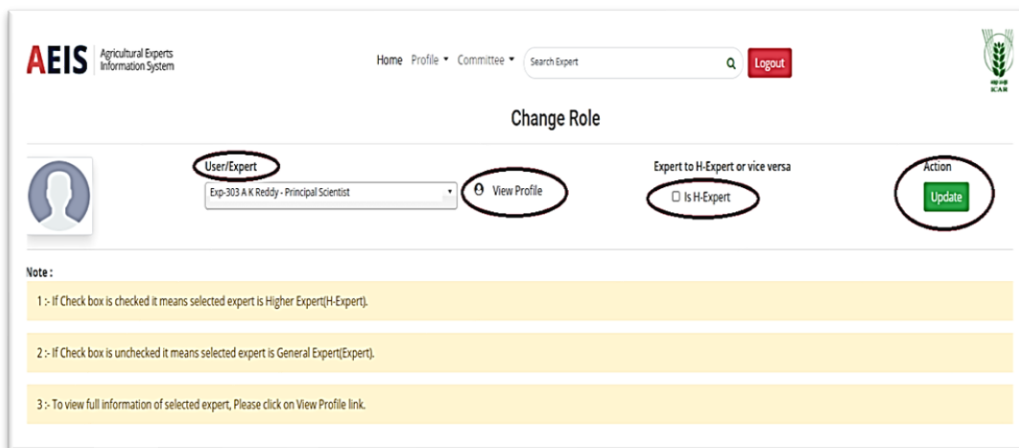 AEIS Agricultural Experts
Information System
Home Profile Committee Search Expert Logout
ICAR
Change Role
User/Expert
Expert to H-Expert or vice versa
Action
Exp-303 A K Reddy - Principal Scientist
View Profile
Is H-Expert
Update
Note :
1 :- If Check box is checked it means selected expert is Higher Expert(H-Expert).
2 :- If Check box is unchecked it means selected expert is General Expert(Expert).
3 :- To view full information of selected expert, Please click on View Profile link.